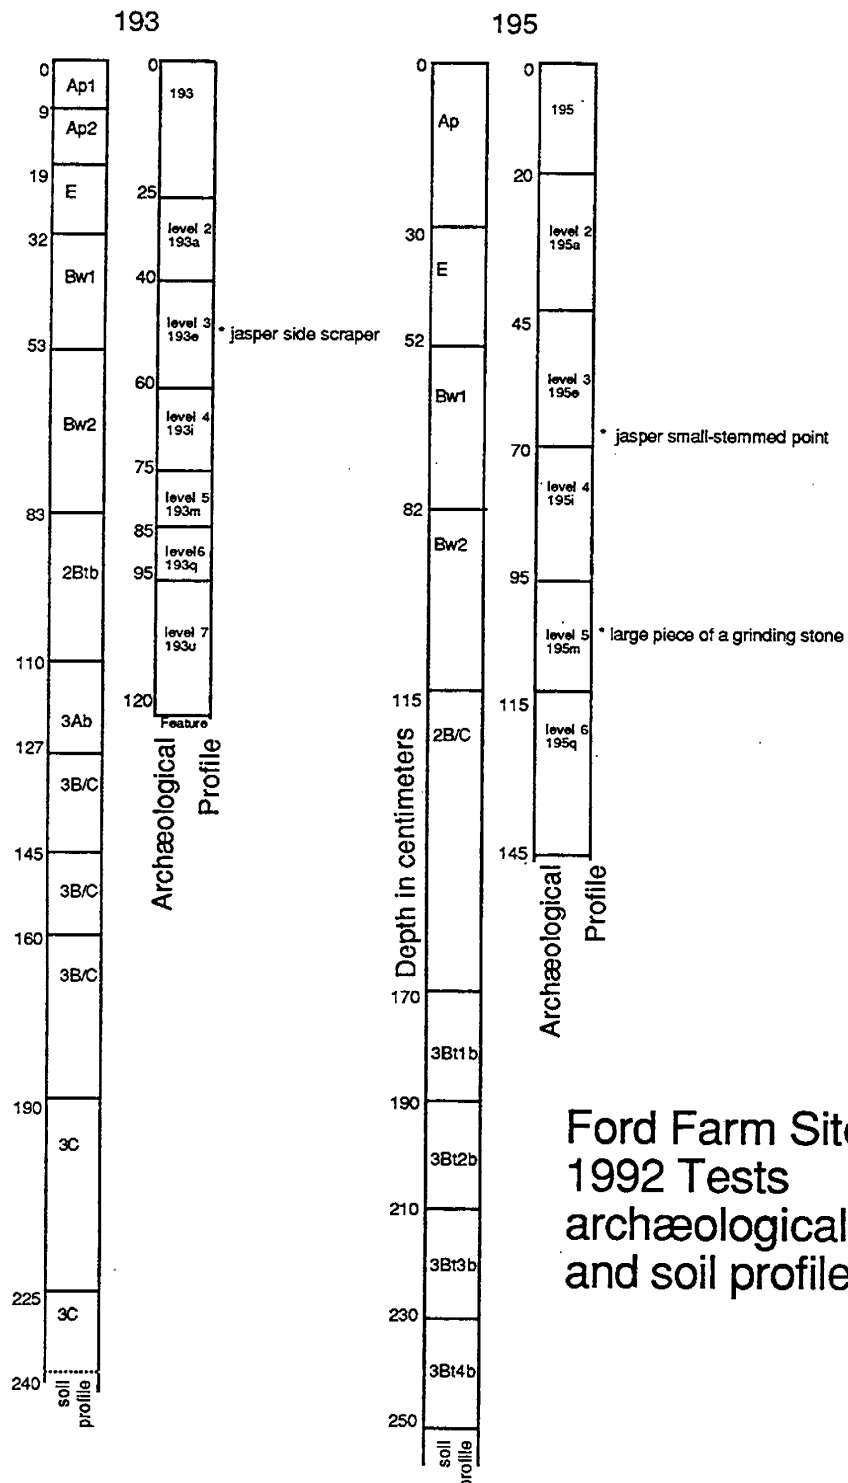 193
0
Ap1
9
Ap2
19
E
32
Bw1
53
Bw2
83
2Btb
110
3Ab
127
3B/C
145
3B/C
160
3B/C
190
3C
225
3C
240
soil
profile
0
193
25
level 2
193a
40
level 3
193e
* jasper side scraper
60
level 4
193i
75
level 5
193m
85
level6
193q
95
level 7
193u
120
Feature
Archæological
Profile
195
0
Ap
30
E
52
Bw1
82
Bw2
115
2B/C
170
3Bt1b
190
3Bt2b
210
3Bt3b
230
3Bt4b
250
soil
profile
Depth in centimeters
0
195
20
level 2
195a
45
level 3
195e
* jasper small-stemmed point
70
level 4
195i
95
level 5
195m
* large piece of a grinding stone
115
level 6
195q
145
Archæological
Profile
Ford Farm Site
1992 Tests
archæological
and soil profile